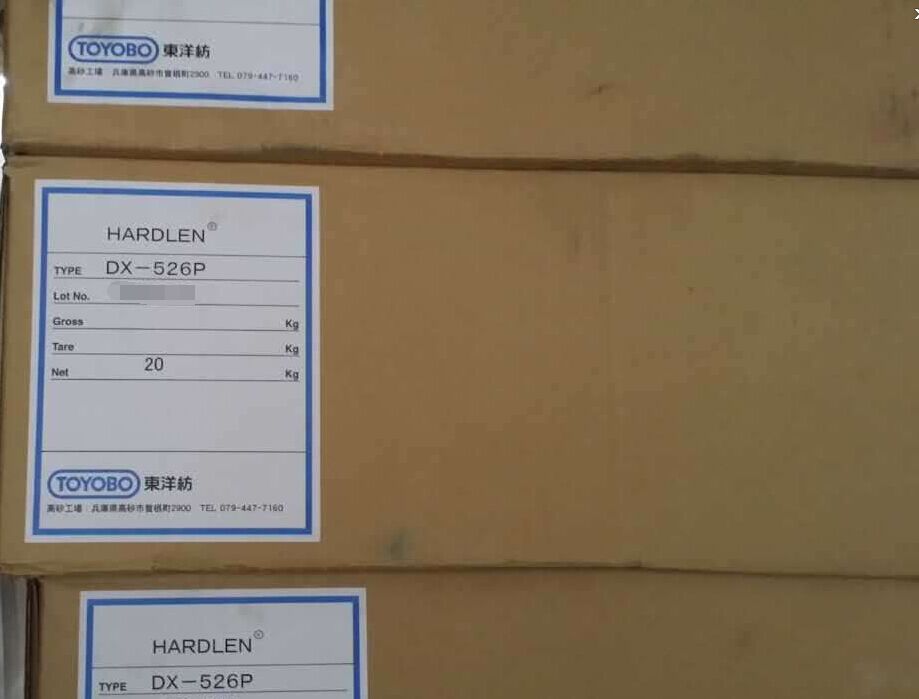 TOYOBO 東洋紡
高砂工場 兵庫県高砂市曽根町2900 TEL 079-447-7160
HARDLEN®
TYPE DX-526P
Lot No.
Gross Kg
Tare Kg
Net 20 Kg
TOYOBO 東洋紡
高砂工場 兵庫県高砂市曽根町2900 TEL 079-447-7160
HARDLEN®
TYPE DX-526P